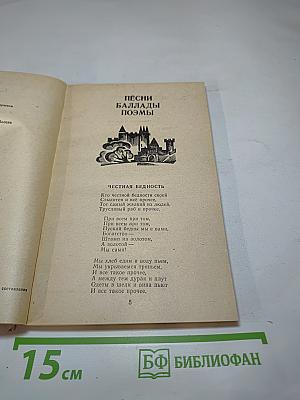 ПЕСНИ
БАЛЛАДЫ
ПОЭМЫ
ЧЕСТНАЯ БЕДНОСТЬ
Кто честной бедности своей
Стыдится и всё прочее,
Тот самый жалкий из людей,
Трусливый раб и прочее.
При всем при том,
При всем при том,
Пускай бедны мы с вами,
Богатство —
Штамп на золотом,
А золотой —
Мы сами!
Мы хлеб едим и воду пьем,
Мы укрываемся тряпьем,
И все такое прочее,
А между тем дурак и плут
Одеты в шелк и вина пьют
И все такое прочее.
5
15 см
БФ БИБЛИОФАН